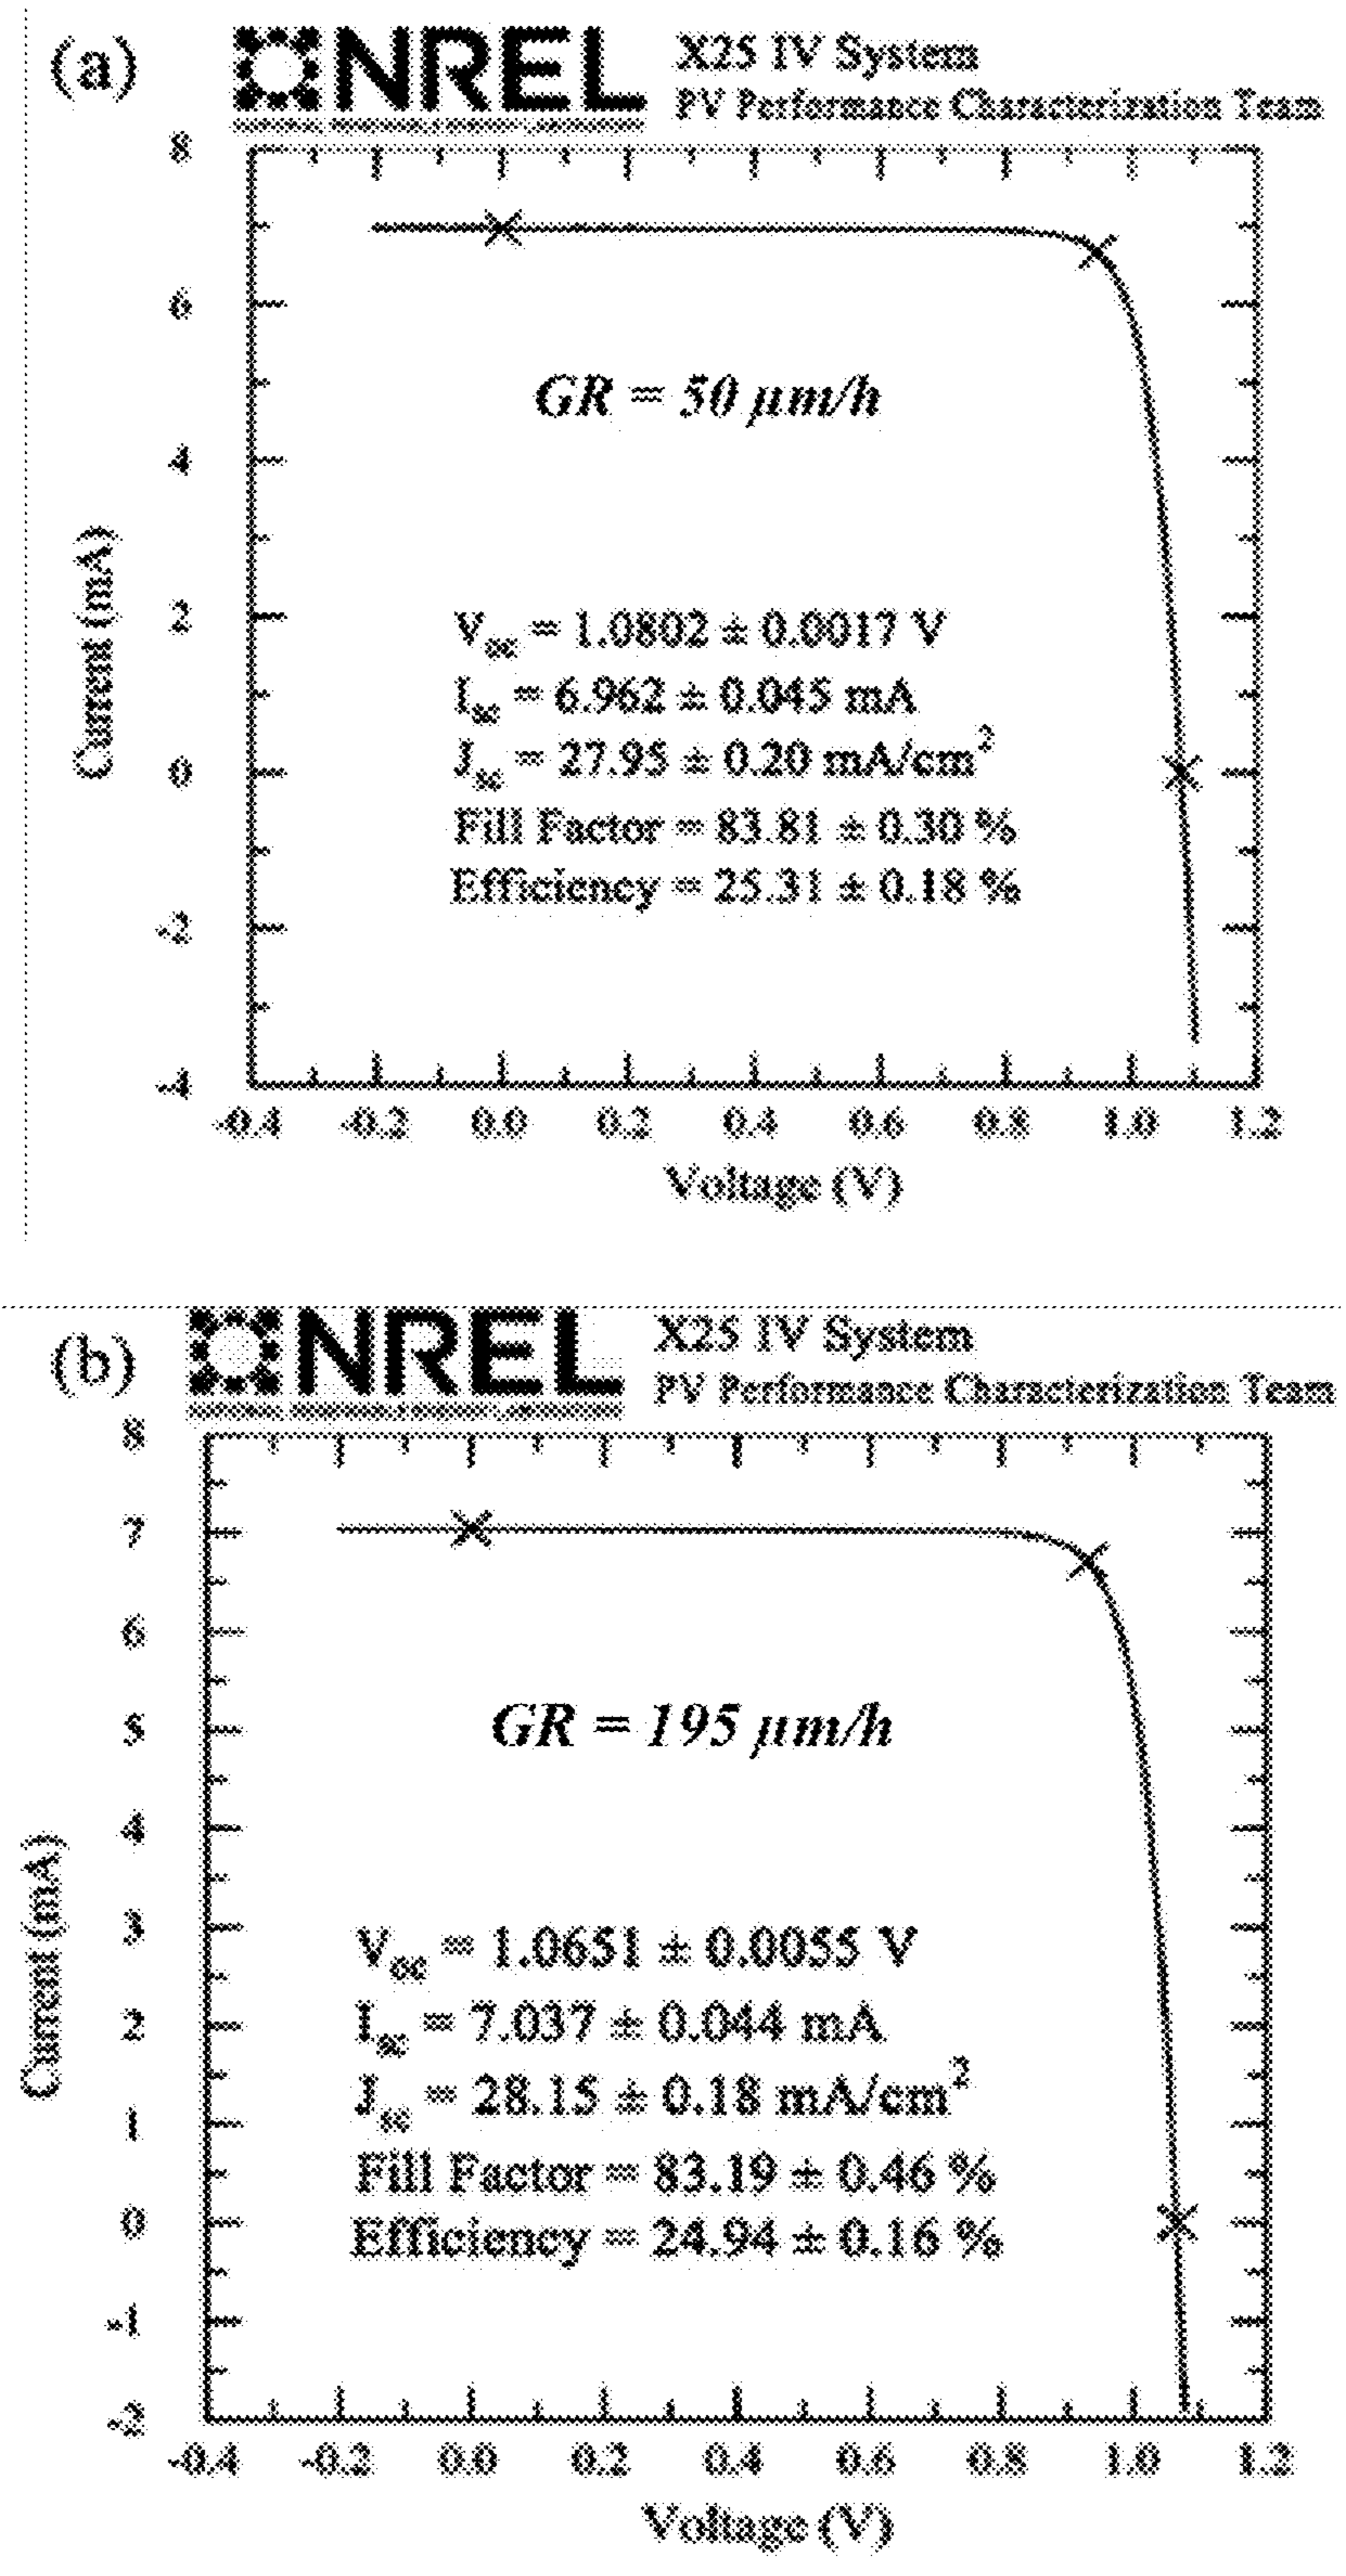 (a)
NREL
X25 IV System
PV Performance Characterization Team
8
6
4
2
0
-2
-4
Current (mA)
GR = 50 μm/h
Voc = 1.0802 ± 0.0017 V
Isc = 6.962 ± 0.045 mA
Jsc = 27.95 ± 0.20 mA/cm²
Fill Factor = 83.81 ± 0.30 %
Efficiency = 25.31 ± 0.18 %
-0.4 -0.2 0.0 0.2 0.4 0.6 0.8 1.0 1.2
Voltage (V)
(b)
NREL
X25 IV System
PV Performance Characterization Team
8
7
6
5
4
3
2
1
0
-1
-2
Current (mA)
GR = 195 μm/h
Voc = 1.0651 ± 0.0055 V
Isc = 7.037 ± 0.044 mA
Jsc = 28.15 ± 0.18 mA/cm²
Fill Factor = 83.19 ± 0.46 %
Efficiency = 24.94 ± 0.16 %
-0.4 -0.2 0.0 0.2 0.4 0.6 0.8 1.0 1.2
Voltage (V)